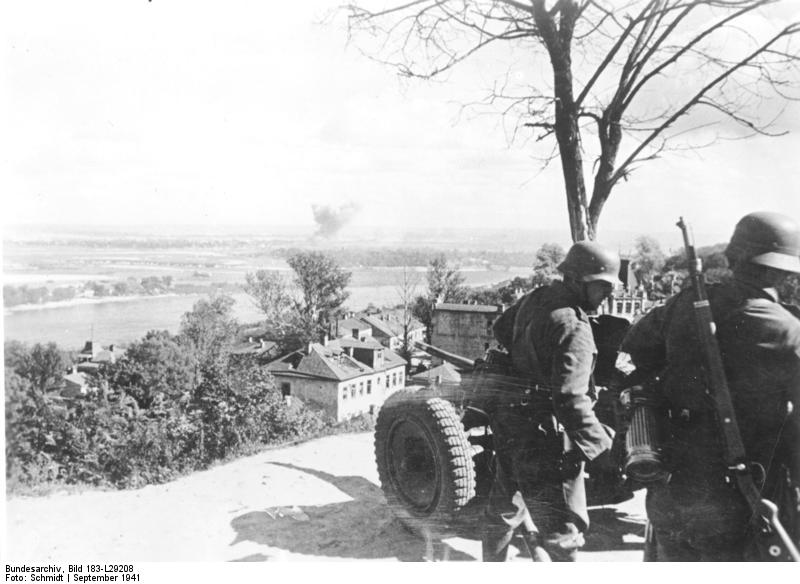 Bundesarchiv, Bild 183-L29208
Foto: Schmidt | September 1941